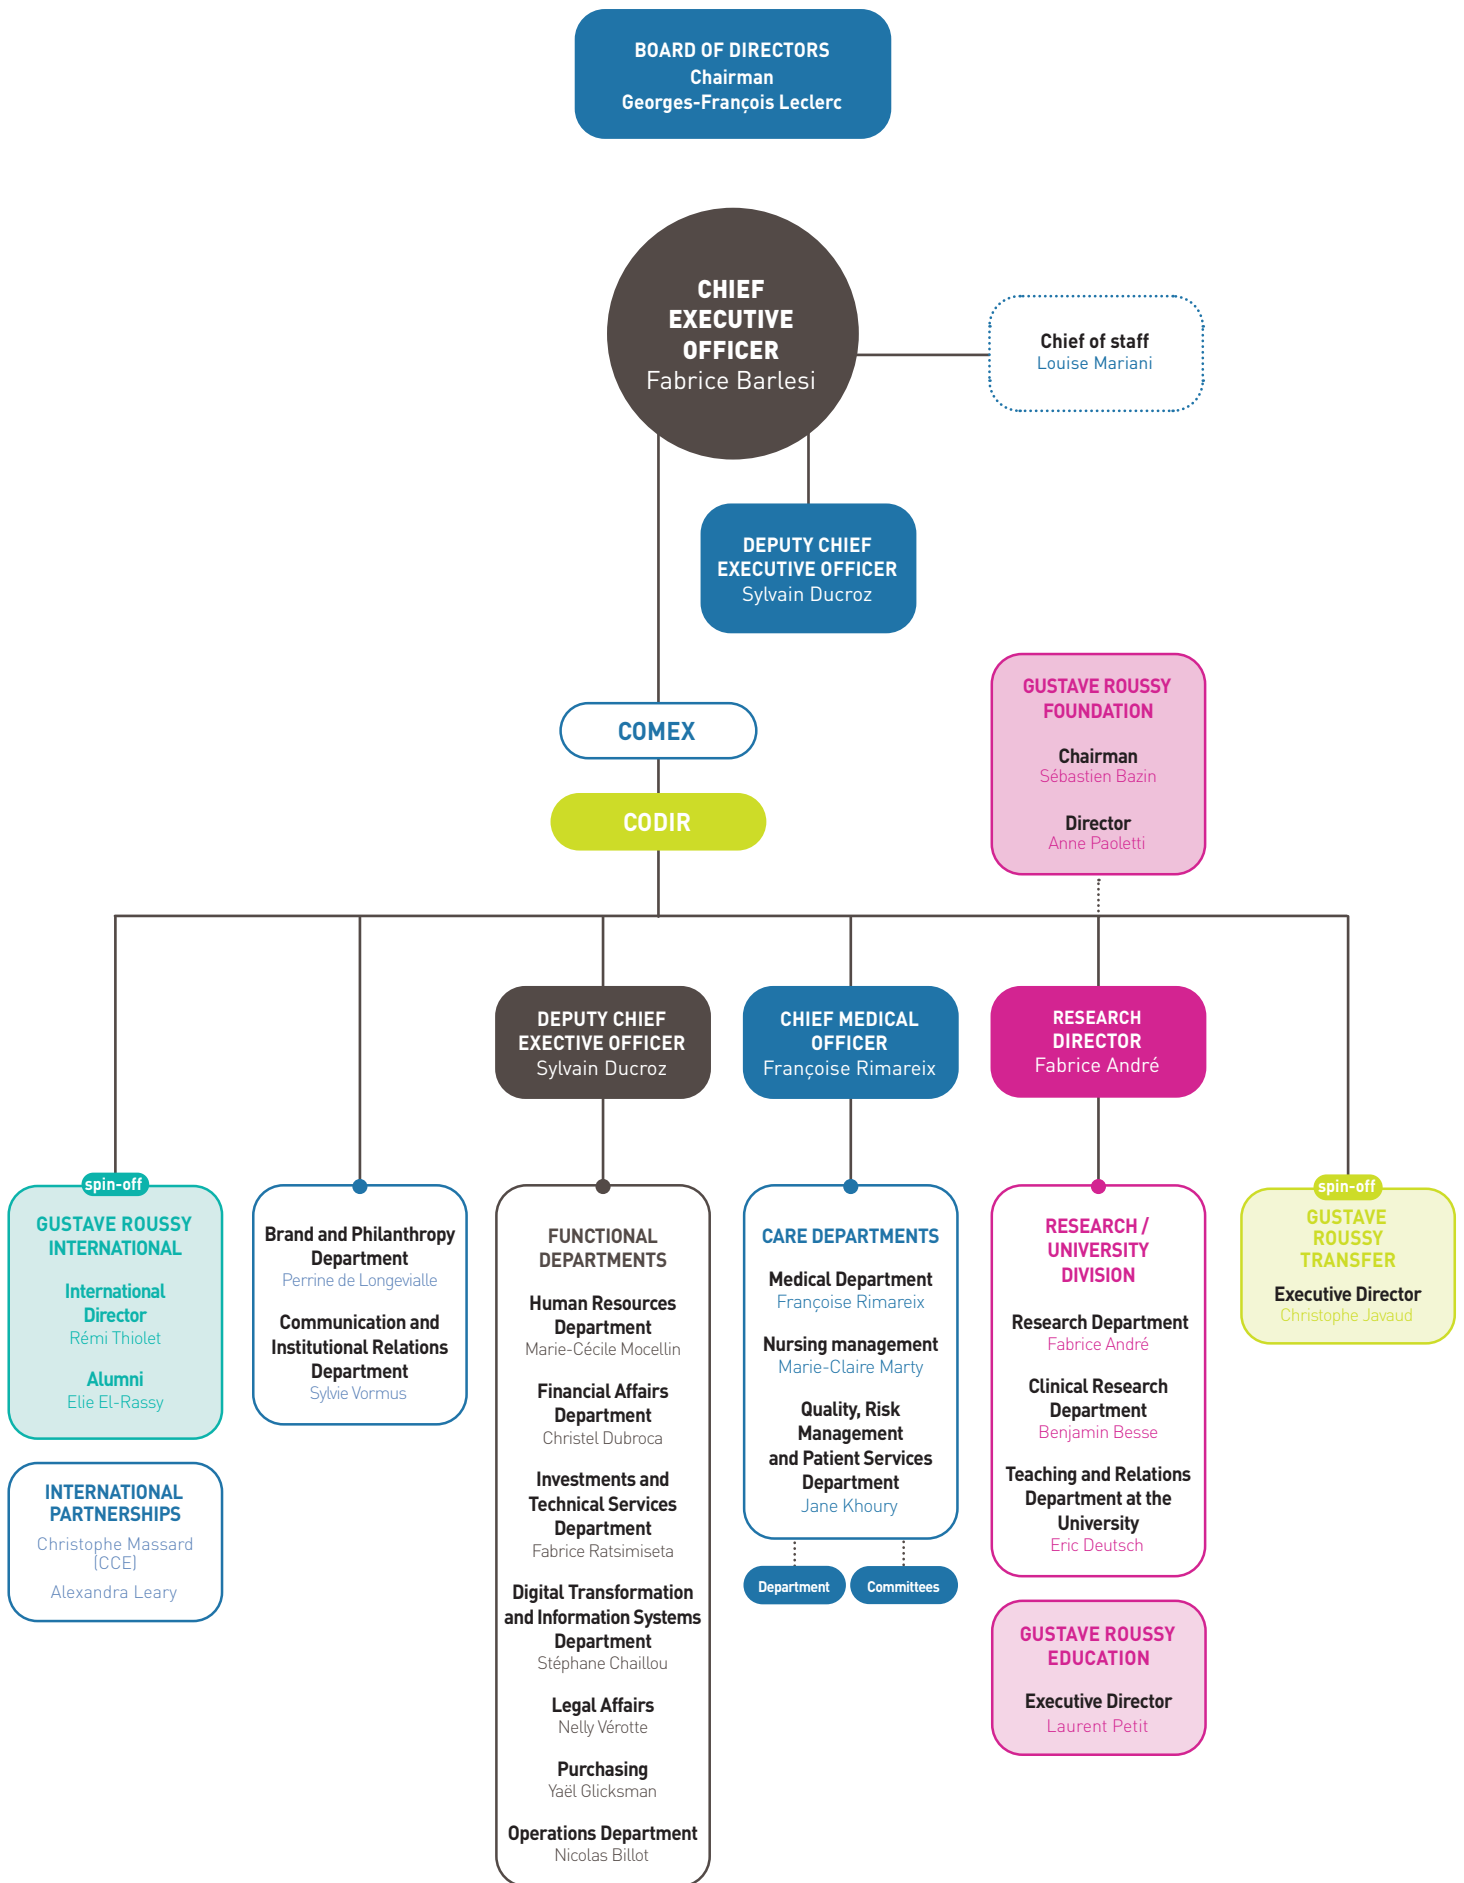 BOARD OF DIRECTORS
Chairman
Georges-François Leclerc
CHIEF
EXECUTIVE
OFFICER
Fabrice Barlesi
Chief of staff
Louise Mariani
DEPUTY CHIEF
EXECUTIVE OFFICER
Sylvain Ducroz
GUSTAVE ROUSSY
FOUNDATION
Chairman
Sébastien Bazin
Director
Anne Paoletti
COMEX
CODIR
DEPUTY CHIEF
EXECTIVE OFFICER
Sylvain Ducroz
CHIEF MEDICAL
OFFICER
Françoise Rimareix
RESEARCH
DIRECTOR
Fabrice André
spin-off
GUSTAVE ROUSSY
INTERNATIONAL
International
Director
Rémi Thiolet
Alumni
Elie El-Rassy
INTERNATIONAL
PARTNERSHIPS
Christophe Massard
(CCE)
Alexandra Leary
Brand and Philanthropy
Department
Perrine de Longevialle
Communication and
Institutional Relations
Department
Sylvie Vormus
FUNCTIONAL
DEPARTMENTS
Human Resources
Department
Marie-Cécile Mocellin
Financial Affairs
Department
Christel Dubroca
Investments and
Technical Services
Department
Fabrice Ratsimiseta
Digital Transformation
and Information Systems
Department
Stéphane Chaillou
Legal Affairs
Nelly Vérotte
Purchasing
Yaël Glicksman
Operations Department
Nicolas Billot
CARE DEPARTMENTS
Medical Department
Françoise Rimareix
Nursing management
Marie-Claire Marty
Quality, Risk
Management
and Patient Services
Department
Jane Khoury
Department
Committees
RESEARCH /
UNIVERSITY
DIVISION
Research Department
Fabrice André
Clinical Research
Department
Benjamin Besse
Teaching and Relations
Department at the
University
Eric Deutsch
GUSTAVE ROUSSY
EDUCATION
Executive Director
Laurent Petit
spin-off
GUSTAVE
ROUSSY
TRANSFER
Executive Director
Christophe Javaud